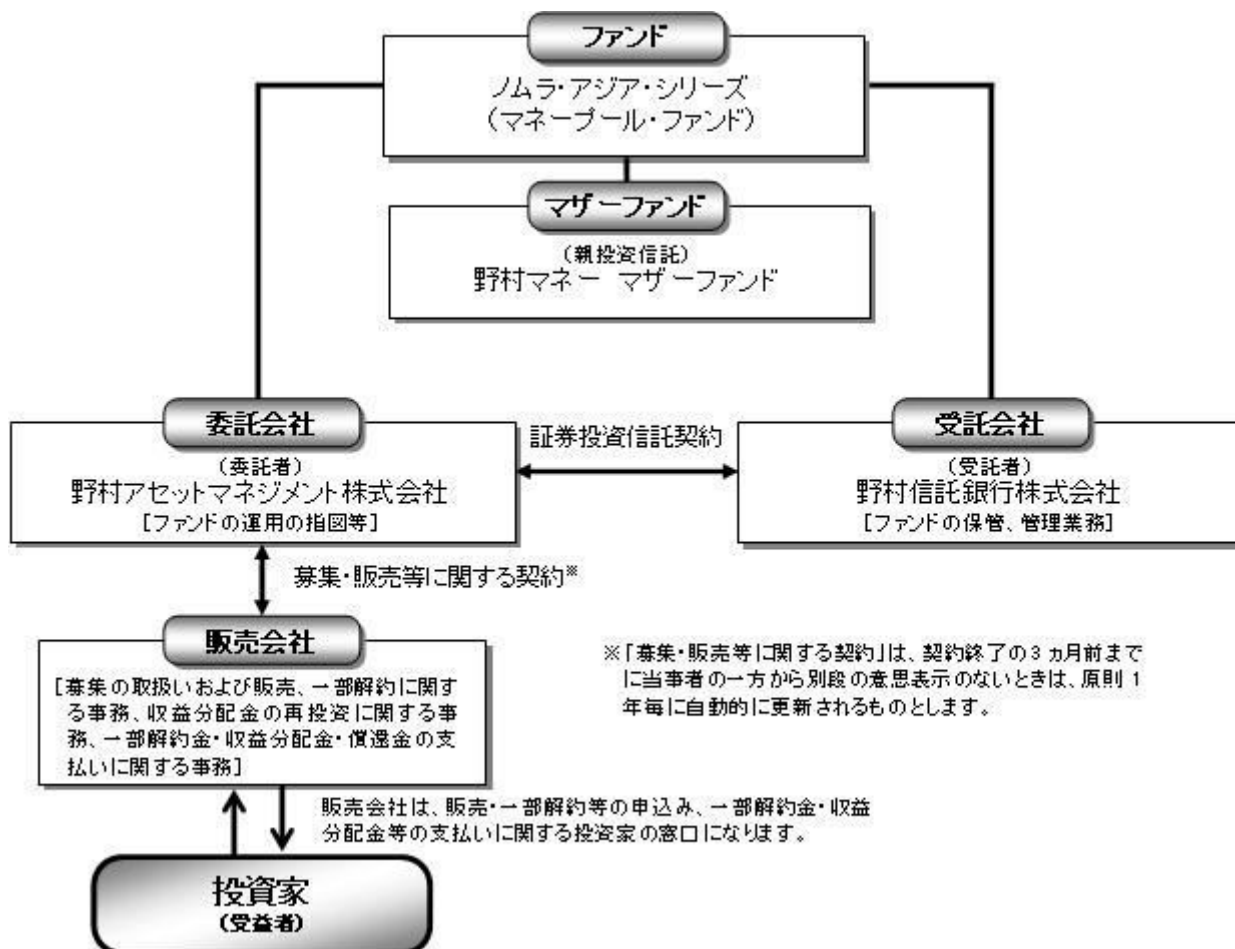 ファンド
ノムラ・アジア・シリーズ
(マネープール・ファンド)
マザーファンド
(親投資信託)
野村マネー マザーファンド
委託会社
(委託者)
野村アセットマネジメント株式会社
[ファンドの運用の指図等]
証券投資信託契約
受託会社
(受託者)
野村信託銀行株式会社
[ファンドの保管、管理業務]
募集・販売等に関する契約※
販売会社
[募集の取扱いおよび販売、一部解約に関す
る事務、収益分配金の再投資に関する事
務、一部解約金・収益分配金・償還金の支
払いに関する事務]
※「募集・販売等に関する契約」は、契約終了の3ヵ月前まで
に当事者の一方から別段の意思表示のないときは、原則1
年毎に自動的に更新されるものとします。
販売会社は、販売・一部解約等の申込み、一部解約金・収益
分配金等の支払いに関する投資家の窓口になります。
投資家
(受益者)